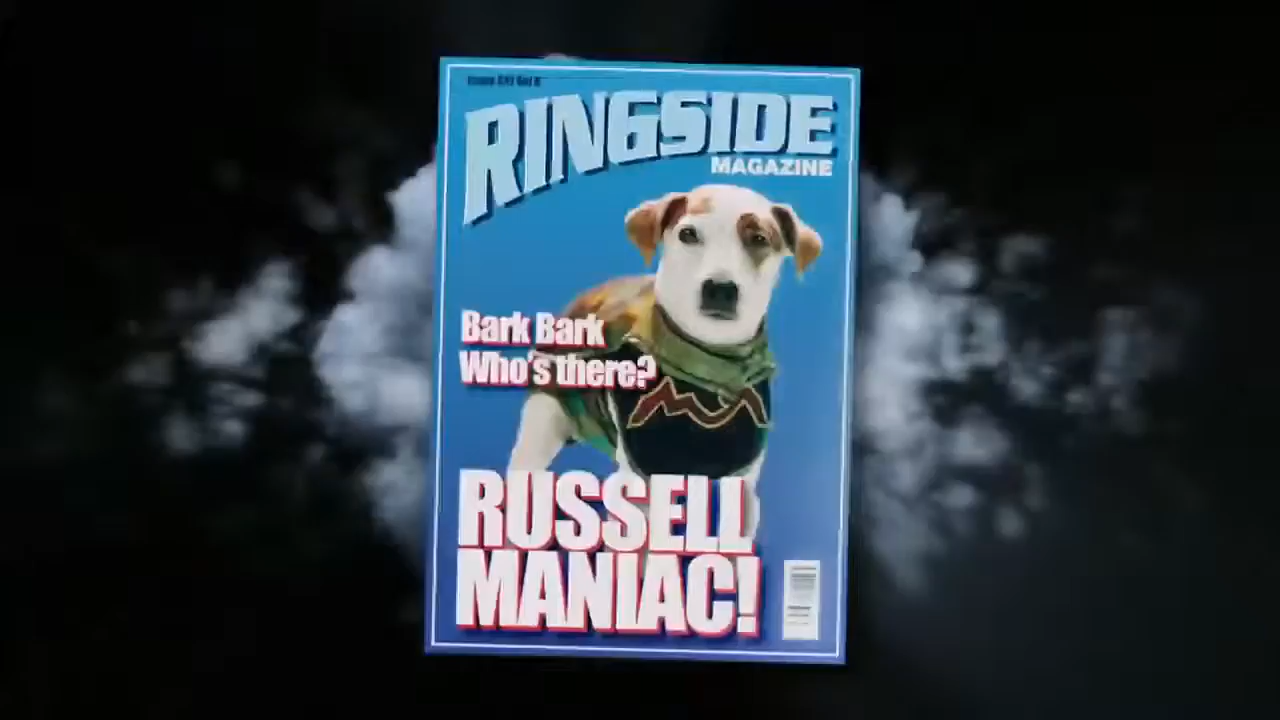 RINGSIDE
MAGAZINE
Bark Bark
Who's there?
RUSSELL
MANIAC!